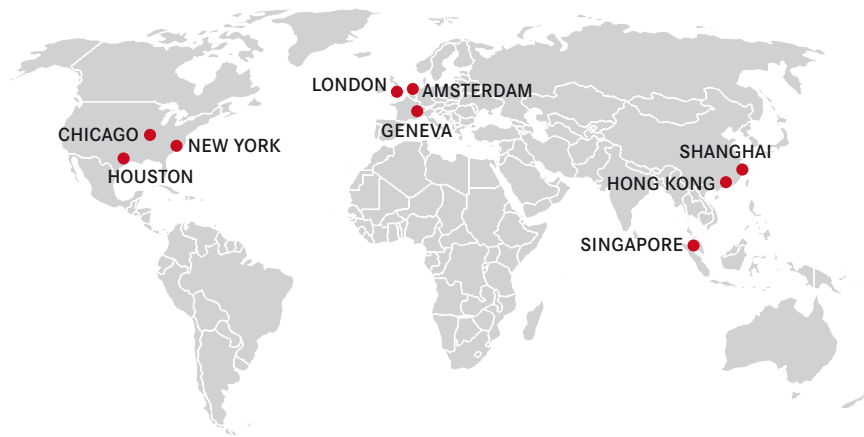 LONDON
AMSTERDAM
GENEVA
CHICAGO
NEW YORK
HOUSTON
SHANGHAI
HONG KONG
SINGAPORE